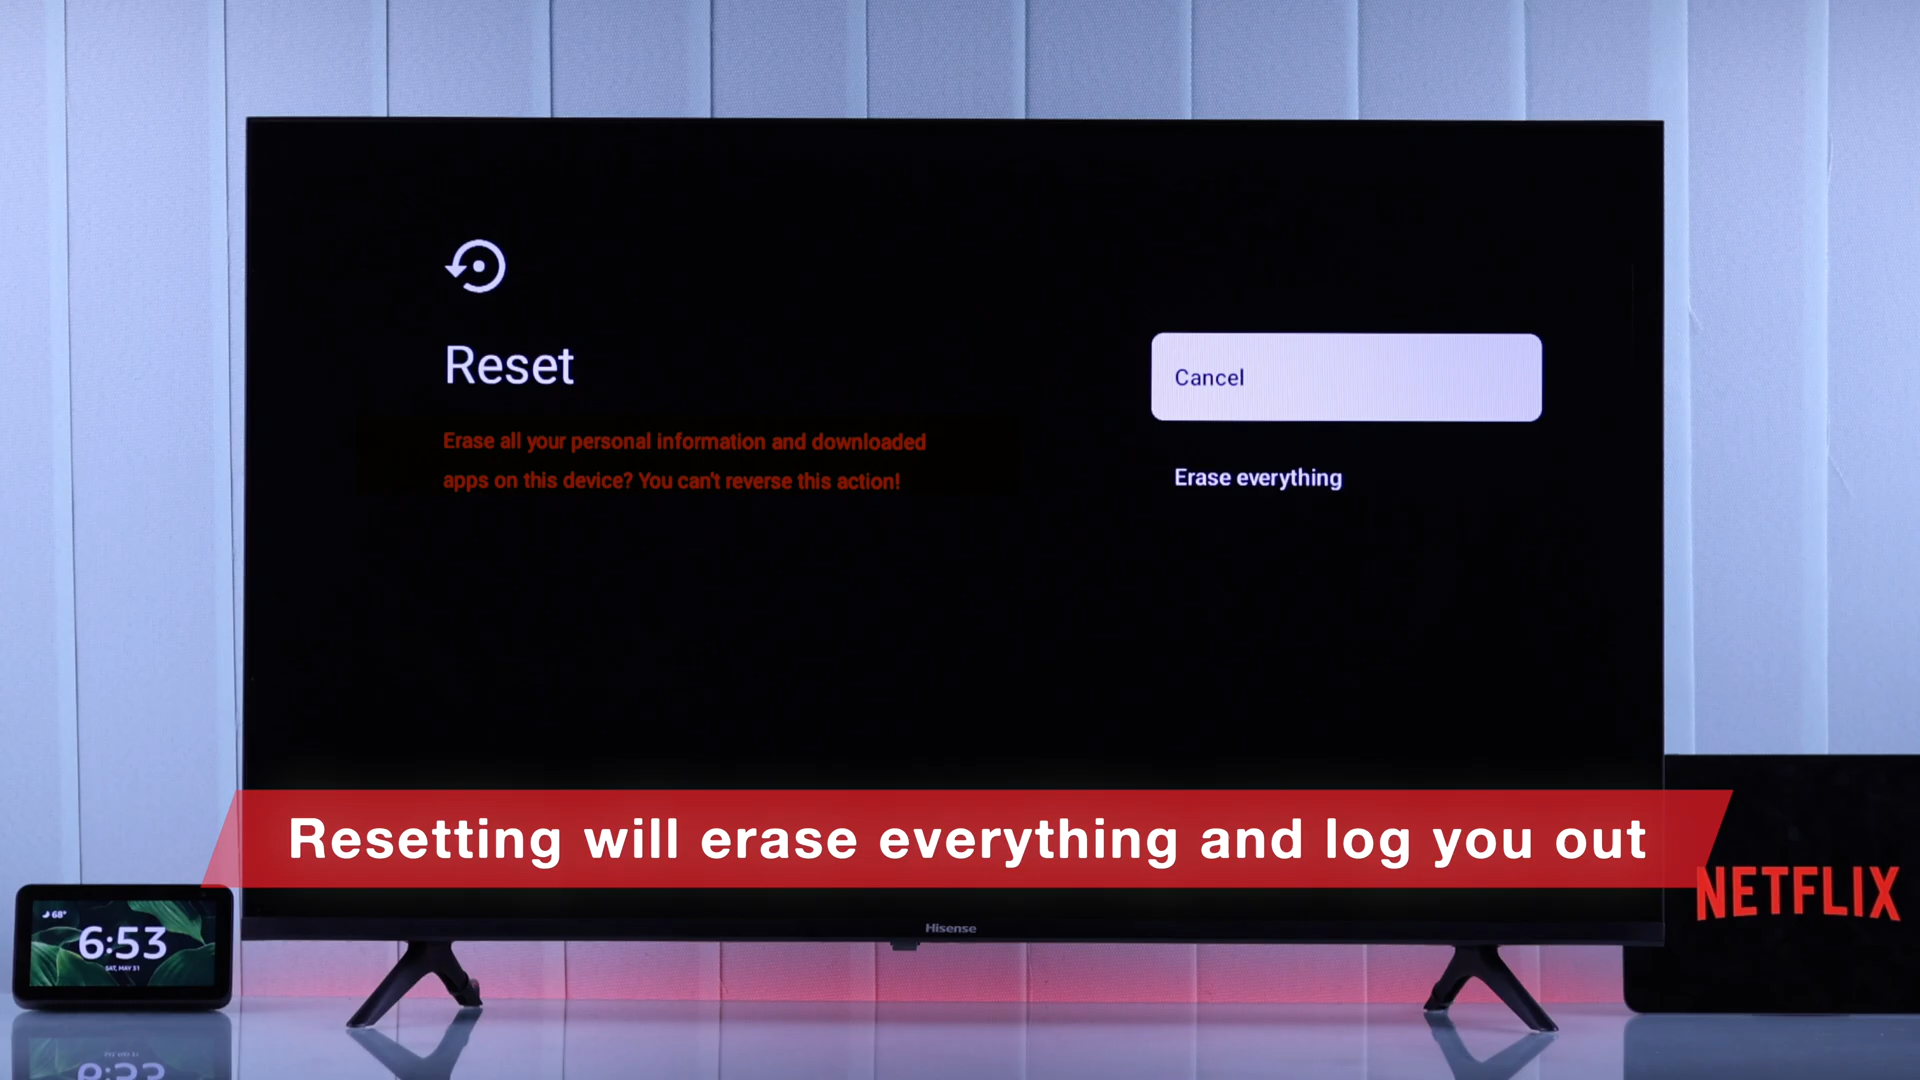 Reset
Erase all your personal information and downloaded
apps on this device? You can't reverse this action!
Cancel
Erase everything
Resetting will erase everything and log you out
NETFLIX
Hisense
68°
6:53
SAT, MAY 31